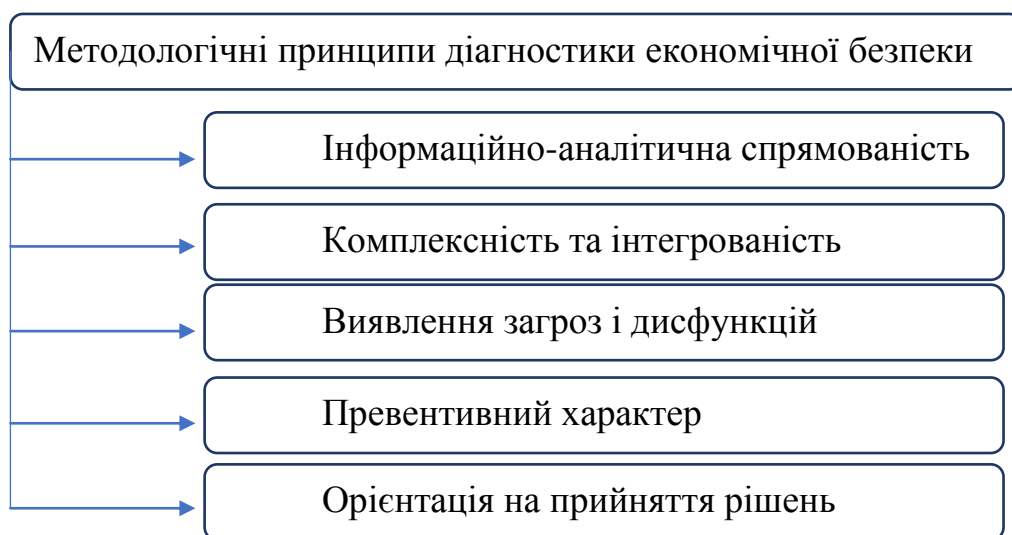 Методологічні принципи діагностики економічної безпеки
Інформаційно-аналітична спрямованість
Комплексність та інтегрованість
Виявлення загроз і дисфункцій
Превентивний характер
Орієнтація на прийняття рішень